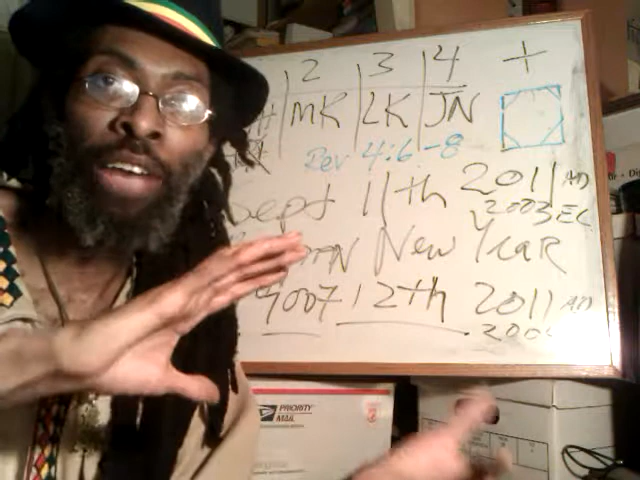 2 3 4 +
MK LK JN
Rev 4:6-8
Sept 11th 2011 AD
2003 EC
New Year
12th 2011 AD
PRIORITY
MAIL